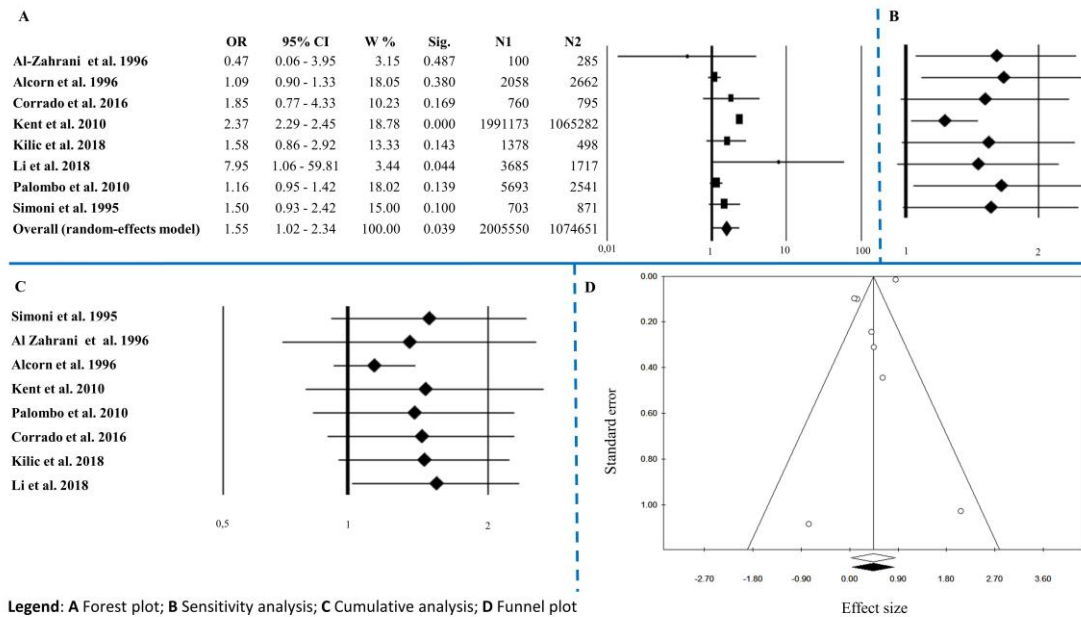 A
B
OR 95% CI W % Sig. N1 N2
Al-Zahrani et al. 1996 0.47 0.06 - 3.95 3.15 0.487 100 285
Alcorn et al. 1996 1.09 0.90 - 1.33 18.05 0.380 2058 2662
Corrado et al. 2016 1.85 0.77 - 4.33 10.23 0.169 760 795
Kent et al. 2010 2.37 2.29 - 2.45 18.78 0.000 1991173 1065282
Kilic et al. 2018 1.58 0.86 - 2.92 13.33 0.143 1378 498
Li et al. 2018 7.95 1.06 - 59.81 3.44 0.044 3685 1717
Palombo et al. 2010 1.16 0.95 - 1.42 18.02 0.139 5693 2541
Simoni et al. 1995 1.50 0.93 - 2.42 15.00 0.100 703 871
Overall (random-effects model) 1.55 1.02 - 2.34 100.00 0.039 2005550 1074651
0,01 1 10 100
1 2
C
Simoni et al. 1995
Al Zahrani et al. 1996
Alcorn et al. 1996
Kent et al. 2010
Palombo et al. 2010
Corrado et al. 2016
Kilic et al. 2018
Li et al. 2018
0,5 1 2
D
0.00
0.20
0.40
0.60
0.80
1.00
Standard error
-2.70 -1.80 -0.90 0.00 0.90 1.80 2.70 3.60
Effect size
Legend: A Forest plot; B Sensitivity analysis; C Cumulative analysis; D Funnel plot